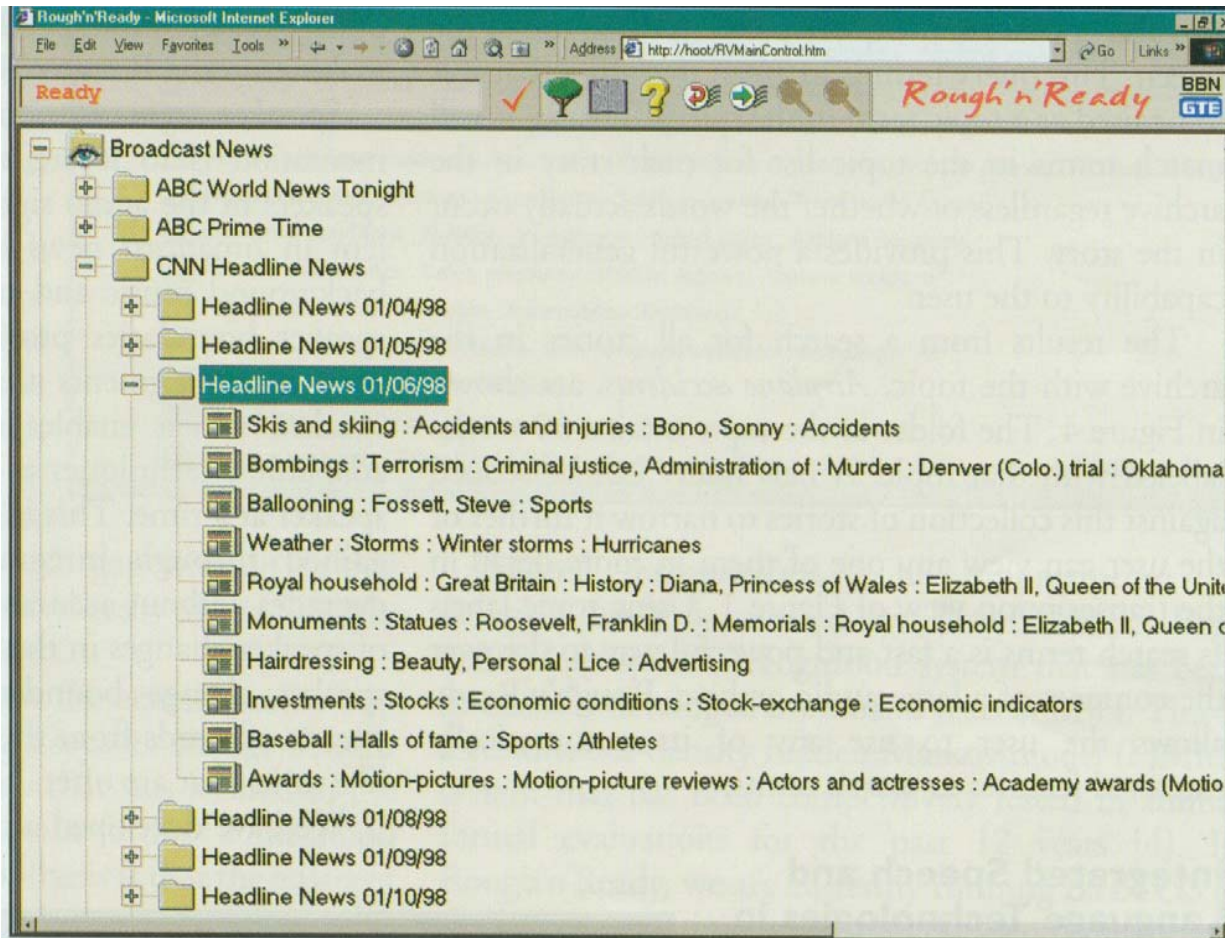 Rough'n'Ready - Microsoft Internet Explorer
File Edit View Favorites Tools » Address http://hoot/RVMainControl.htm Go Links »
Ready Rough'n'Ready BBN
GTE
Broadcast News
ABC World News Tonight
ABC Prime Time
CNN Headline News
Headline News 01/04/98
Headline News 01/05/98
Headline News 01/06/98
Skis and skiing : Accidents and injuries : Bono, Sonny : Accidents
Bombings : Terrorism : Criminal justice, Administration of : Murder : Denver (Colo.) trial : Oklahoma
Ballooning : Fossett, Steve : Sports
Weather : Storms : Winter storms : Hurricanes
Royal household : Great Britain : History : Diana, Princess of Wales : Elizabeth II, Queen of the Unite
Monuments : Statues : Roosevelt, Franklin D. : Memorials : Royal household : Elizabeth II, Queen o
Hairdressing : Beauty, Personal : Lice : Advertising
Investments : Stocks : Economic conditions : Stock-exchange : Economic indicators
Baseball : Halls of fame : Sports : Athletes
Awards : Motion-pictures : Motion-picture reviews : Actors and actresses : Academy awards (Motio
Headline News 01/08/98
Headline News 01/09/98
Headline News 01/10/98